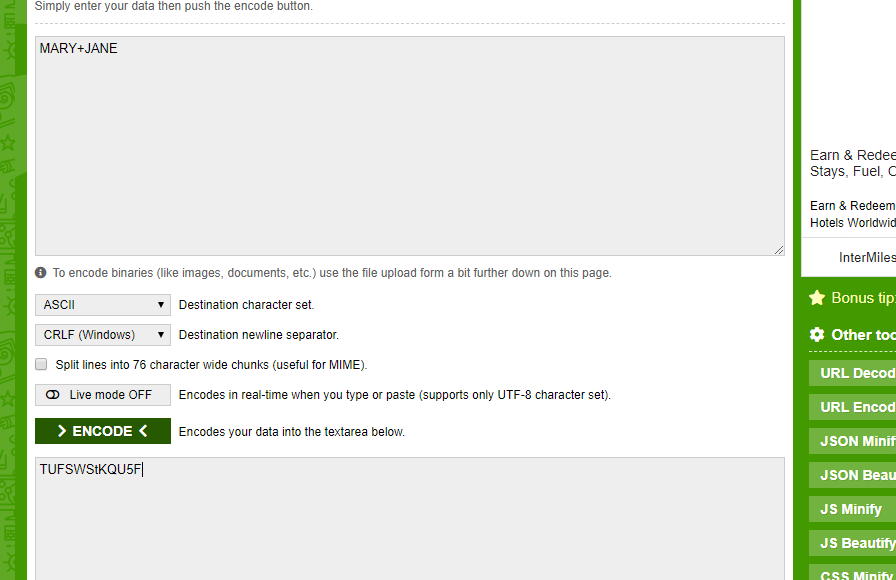 Simply enter your data then push the encode button.
MARY+JANE
To encode binaries (like images, documents, etc.) use the file upload form a bit further down on this page.
ASCII Destination character set.
CRLF (Windows) Destination newline separator.
Split lines into 76 character wide chunks (useful for MIME).
Live mode OFF Encodes in real-time when you type or paste (supports only UTF-8 character set).
ENCODE Encodes your data into the textarea below.
TUFSWStKQU5F
Earn & Redee
Stays, Fuel,
Earn & Redeem
Hotels Worldwid
InterMiles
Bonus tip
Other too
URL Decod
URL Encod
JSON Minif
JSON Beau
JS Minify
JS Beautify
CSS Minify